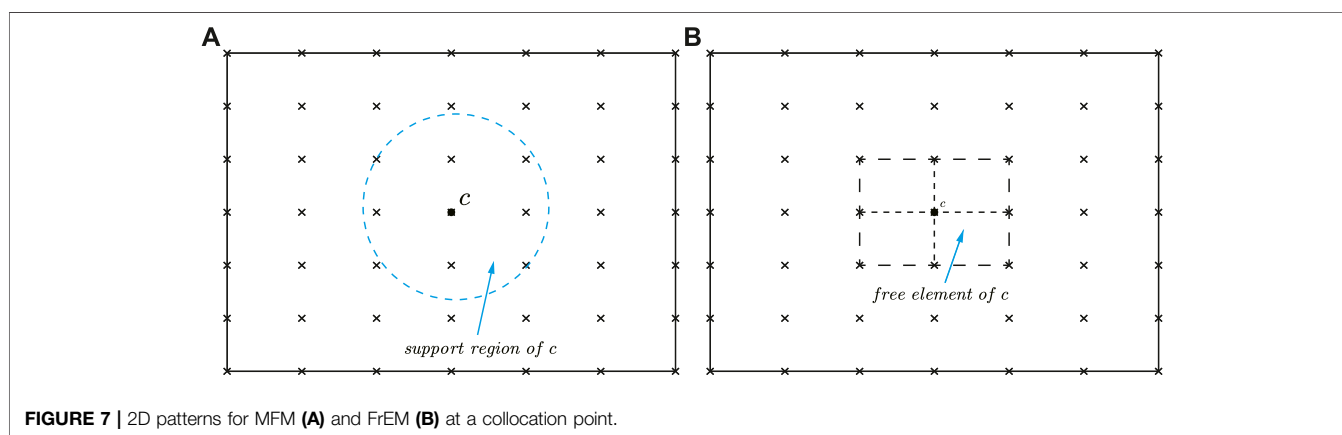 A
B
c
c
support region of c
free element of c
FIGURE 7 | 2D patterns for MFM (A) and FrEM (B) at a collocation point.